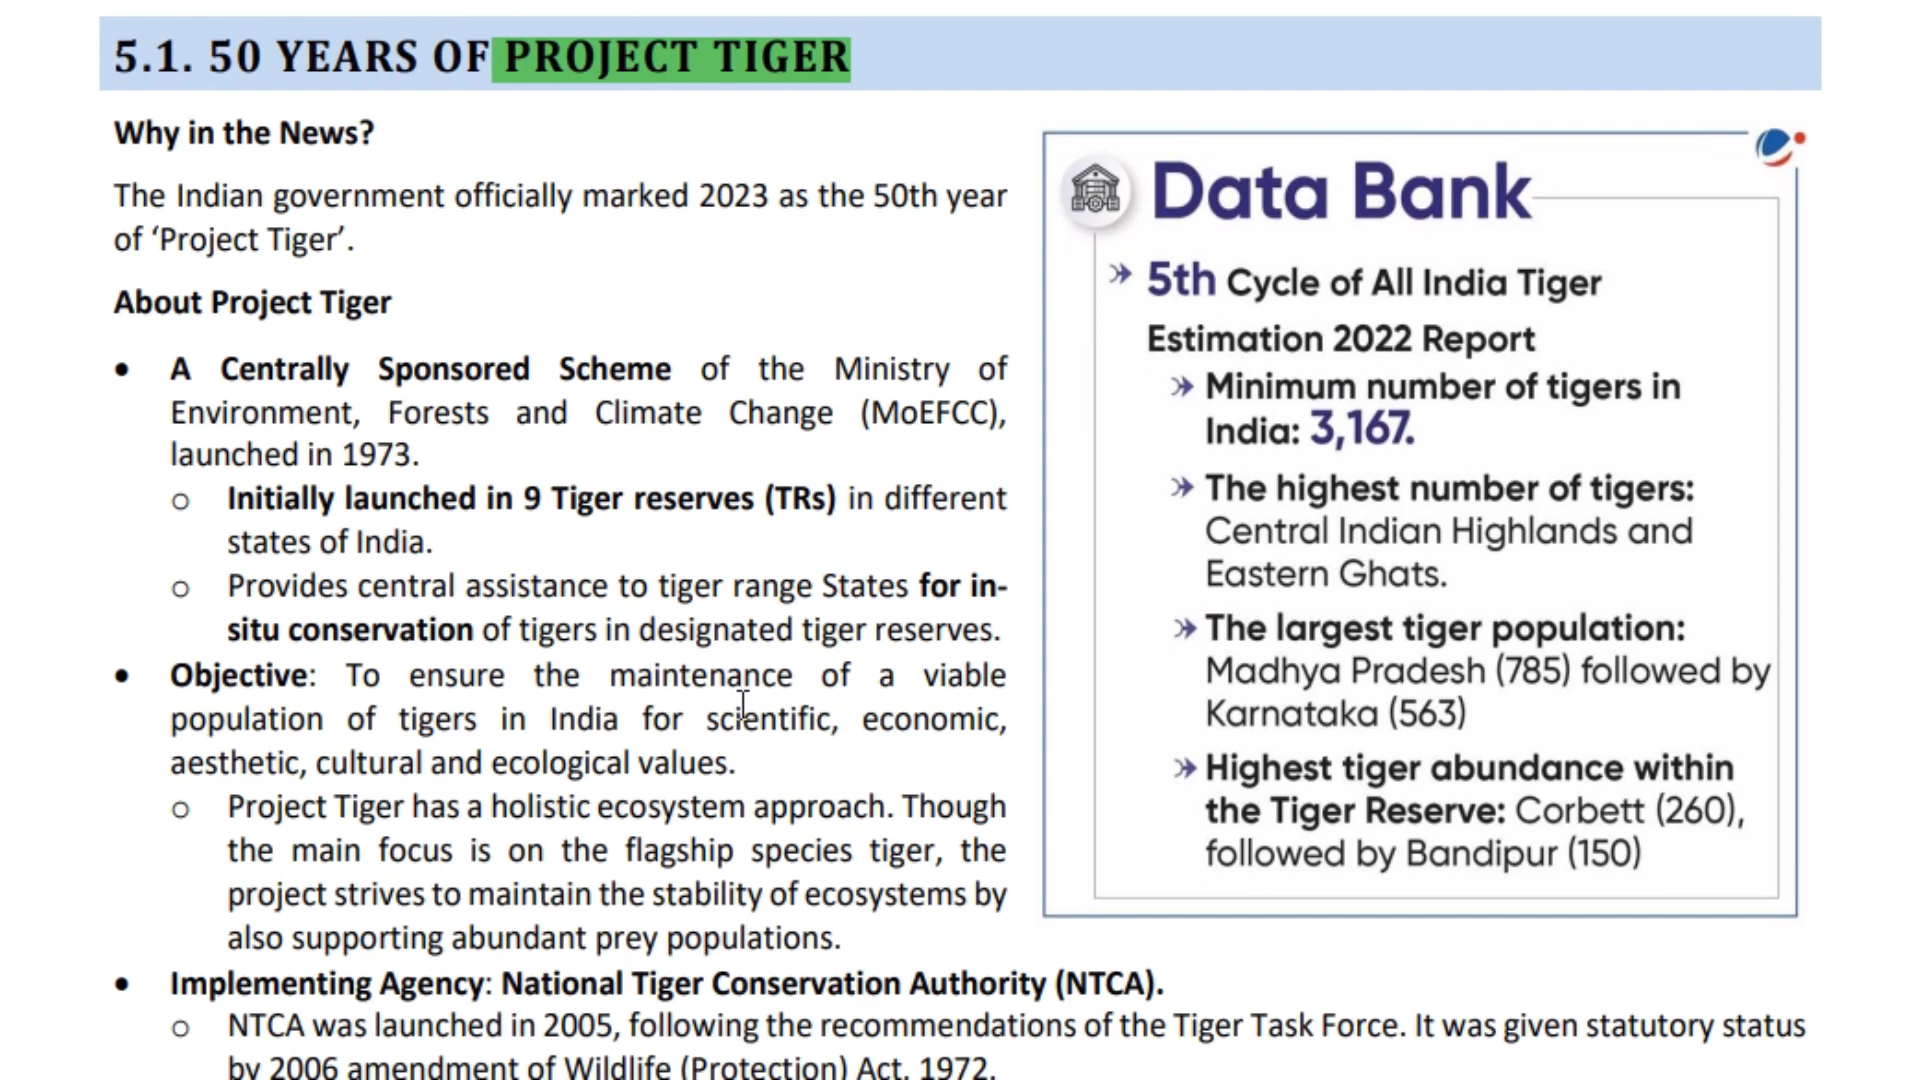 5.1. 50 YEARS OF PROJECT TIGER
Why in the News?
The Indian government officially marked 2023 as the 50th year
of ‘Project Tiger’.
About Project Tiger
• A Centrally Sponsored Scheme of the Ministry of
Environment, Forests and Climate Change (MoEFCC),
launched in 1973.
o Initially launched in 9 Tiger reserves (TRs) in different
states of India.
o Provides central assistance to tiger range States for in-
situ conservation of tigers in designated tiger reserves.
• Objective: To ensure the maintenance of a viable
population of tigers in India for scientific, economic,
aesthetic, cultural and ecological values.
o Project Tiger has a holistic ecosystem approach. Though
the main focus is on the flagship species tiger, the
project strives to maintain the stability of ecosystems by
also supporting abundant prey populations.
Data Bank
5th Cycle of All India Tiger
Estimation 2022 Report
Minimum number of tigers in
India: 3,167.
The highest number of tigers:
Central Indian Highlands and
Eastern Ghats.
The largest tiger population:
Madhya Pradesh (785) followed by
Karnataka (563)
Highest tiger abundance within
the Tiger Reserve: Corbett (260),
followed by Bandipur (150)
• Implementing Agency: National Tiger Conservation Authority (NTCA).
o NTCA was launched in 2005, following the recommendations of the Tiger Task Force. It was given statutory status
by 2006 amendment of Wildlife (Protection) Act, 1972.